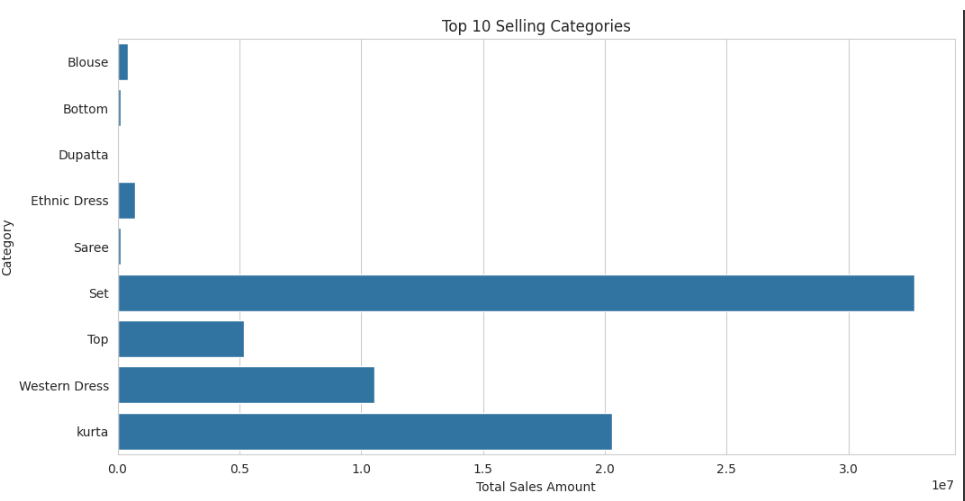 Top 10 Selling Categories
Category
Blouse
Bottom
Dupatta
Ethnic Dress
Saree
Set
Top
Western Dress
kurta
0.0 0.5 1.0 1.5 2.0 2.5 3.0
1e7
Total Sales Amount